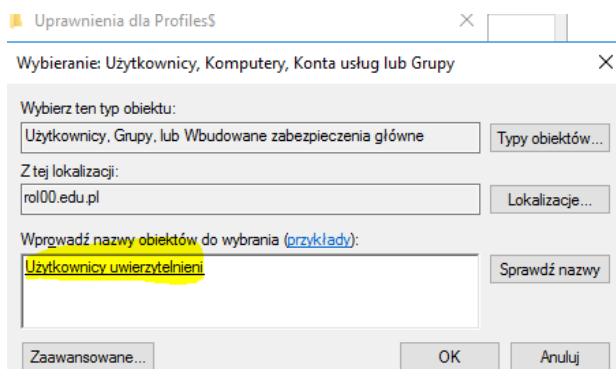 Uprawnienia dla Profiles$
Wybieranie: Użytkownicy, Komputery, Konta usług lub Grupy
Wybierz ten typ obiektu:
Użytkownicy, Grupy, lub Wbudowane zabezpieczenia główne
Typy obiektów...
Z tej lokalizacji:
rol00.edu.pl
Lokalizacje...
Wprowadź nazwy obiektów do wybrania (przykłady):
Użytkownicy uwierzytelnieni
Sprawdź nazwy
Zaawansowane...
OK
Anuluj